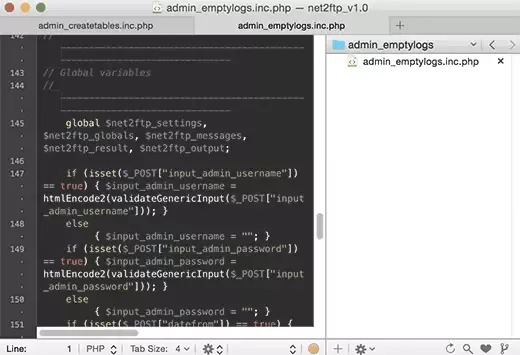 admin_emptylogs.inc.php — net2ftp_v1.0
admin_createtables.inc.php
admin_emptylogs.inc.php
admin_emptylogs
admin_emptylogs.inc.php
142 //
143 // Global variables
144 //
145 global $net2ftp_settings,
$net2ftp_globals, $net2ftp_messages,
$net2ftp_result, $net2ftp_output;
146
147 if (isset($_POST["input_admin_username"])
== true) { $input_admin_username =
htmlEncode2(validateGenericInput($_POST["input
_admin_username"])); }
148 else
{ $input_admin_username = ""; }
149 if (isset($_POST["input_admin_password"])
== true) { $input_admin_password =
htmlEncode2(validateGenericInput($_POST["input
_admin_password"])); }
150 else
{ $input_admin_password = ""; }
151 if (isset($_POST["datefrom"]) == true) {
Line: 1 PHP Tab Size: 4